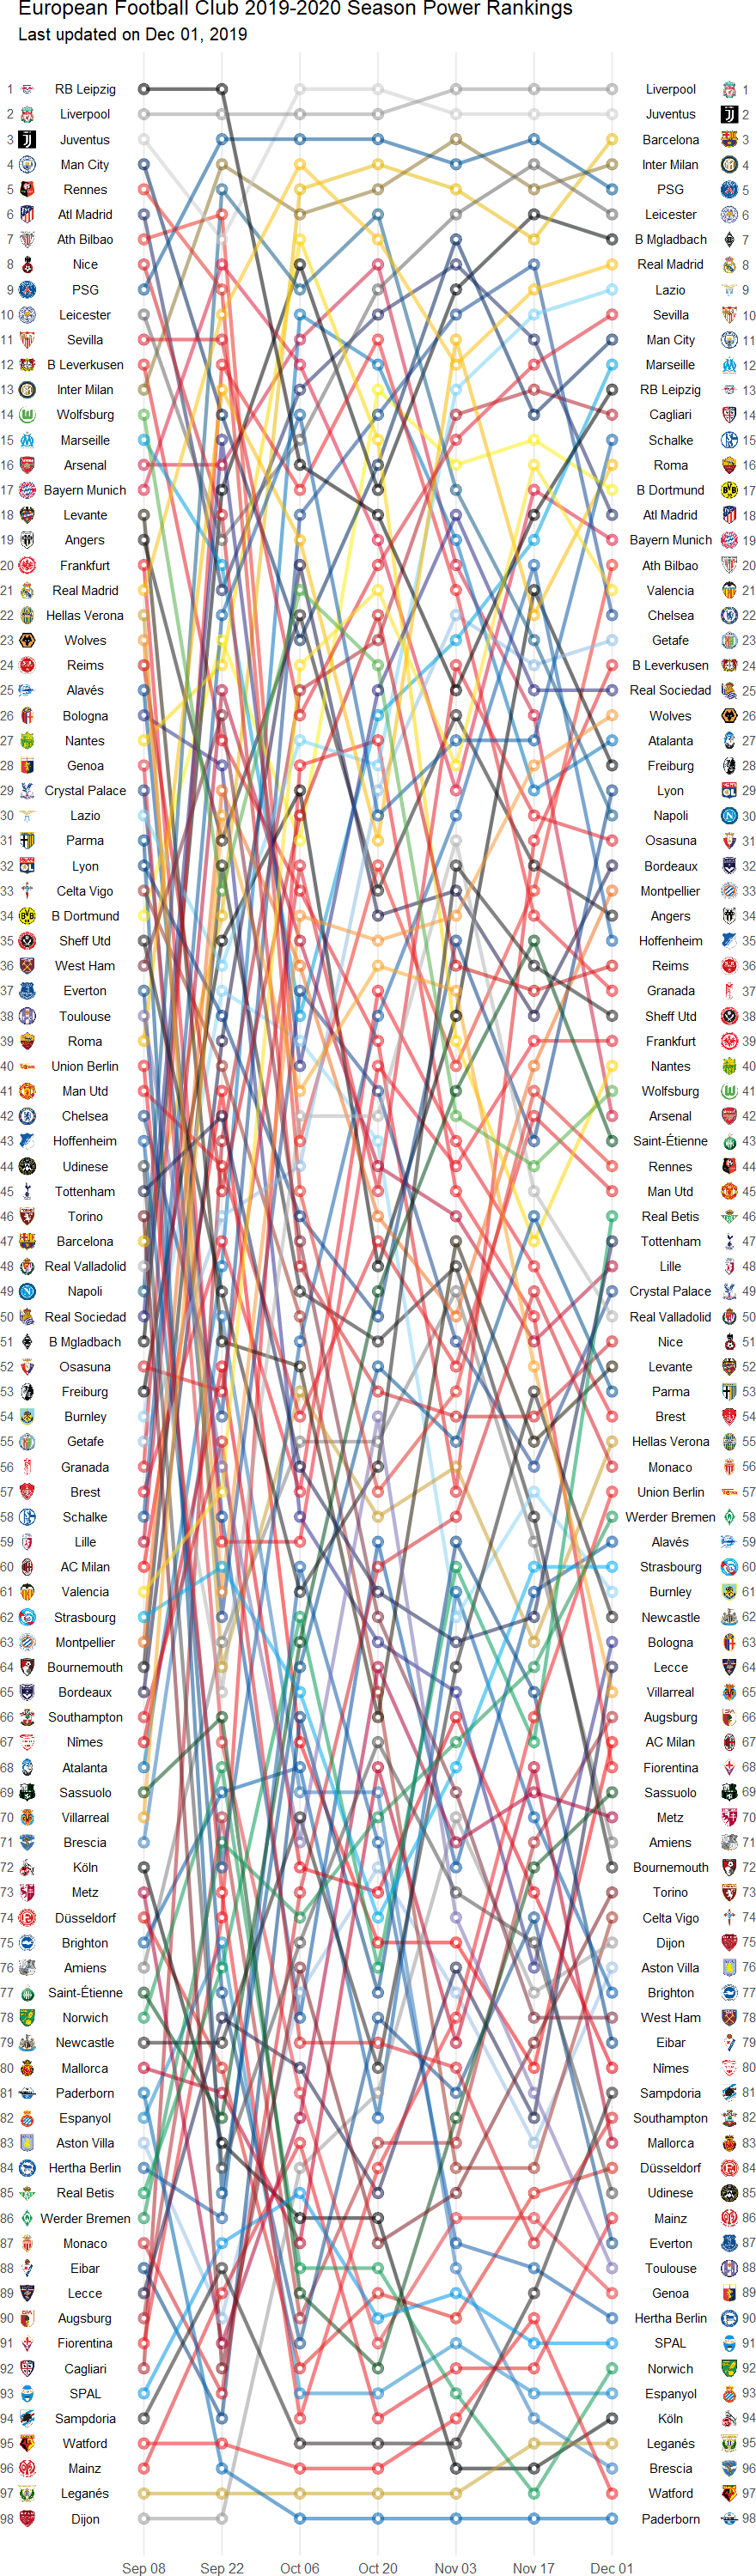 European Football Club 2019-2020 Season Power Rankings
Last updated on Dec 01, 2019
1 RB Leipzig Liverpool 1
2 Liverpool Juventus 2
3 Juventus Barcelona 3
4 Man City Inter Milan 4
5 Rennes PSG 5
6 Atl Madrid Leicester 6
7 Ath Bilbao B Mgladbach 7
8 Nice Real Madrid 8
9 PSG Lazio 9
10 Leicester Sevilla 10
11 Sevilla Man City 11
12 B Leverkusen Marseille 12
13 Inter Milan RB Leipzig 13
14 Wolfsburg Cagliari 14
15 Marseille Schalke 15
16 Arsenal Roma 16
17 Bayern Munich B Dortmund 17
18 Levante Atl Madrid 18
19 Angers Bayern Munich 19
20 Frankfurt Ath Bilbao 20
21 Real Madrid Valencia 21
22 Hellas Verona Chelsea 22
23 Wolves Getafe 23
24 Reims B Leverkusen 24
25 Alavés Real Sociedad 25
26 Bologna Wolves 26
27 Nantes Atalanta 27
28 Genoa Freiburg 28
29 Crystal Palace Lyon 29
30 Lazio Napoli 30
31 Parma Osasuna 31
32 Lyon Bordeaux 32
33 Celta Vigo Montpellier 33
34 B Dortmund Angers 34
35 Sheff Utd Hoffenheim 35
36 West Ham Reims 36
37 Everton Granada 37
38 Toulouse Sheff Utd 38
39 Roma Frankfurt 39
40 Union Berlin Nantes 40
41 Man Utd Wolfsburg 41
42 Chelsea Arsenal 42
43 Hoffenheim Saint-Étienne 43
44 Udinese Rennes 44
45 Tottenham Man Utd 45
46 Torino Real Betis 46
47 Barcelona Tottenham 47
48 Real Valladolid Lille 48
49 Napoli Crystal Palace 49
50 Real Sociedad Real Valladolid 50
51 B Mgladbach Nice 51
52 Osasuna Levante 52
53 Freiburg Parma 53
54 Burnley Brest 54
55 Getafe Hellas Verona 55
56 Granada Monaco 56
57 Brest Union Berlin 57
58 Schalke Werder Bremen 58
59 Lille Alavés 59
60 AC Milan Strasbourg 60
61 Valencia Burnley 61
62 Strasbourg Newcastle 62
63 Montpellier Bologna 63
64 Bournemouth Lecce 64
65 Bordeaux Villarreal 65
66 Southampton Augsburg 66
67 Nîmes AC Milan 67
68 Atalanta Fiorentina 68
69 Sassuolo Sassuolo 69
70 Villarreal Metz 70
71 Brescia Amiens 71
72 Köln Bournemouth 72
73 Metz Torino 73
74 Düsseldorf Celta Vigo 74
75 Brighton Dijon 75
76 Amiens Aston Villa 76
77 Saint-Étienne Brighton 77
78 Norwich West Ham 78
79 Newcastle Eibar 79
80 Mallorca Nîmes 80
81 Paderborn Sampdoria 81
82 Espanyol Southampton 82
83 Aston Villa Mallorca 83
84 Hertha Berlin Düsseldorf 84
85 Real Betis Udinese 85
86 Werder Bremen Mainz 86
87 Monaco Everton 87
88 Eibar Toulouse 88
89 Lecce Genoa 89
90 Augsburg Hertha Berlin 90
91 Fiorentina SPAL 91
92 Cagliari Norwich 92
93 SPAL Espanyol 93
94 Sampdoria Köln 94
95 Watford Leganés 95
96 Mainz Brescia 96
97 Leganés Watford 97
98 Dijon Paderborn 98
Sep 08 Sep 22 Oct 06 Oct 20 Nov 03 Nov 17 Dec 01